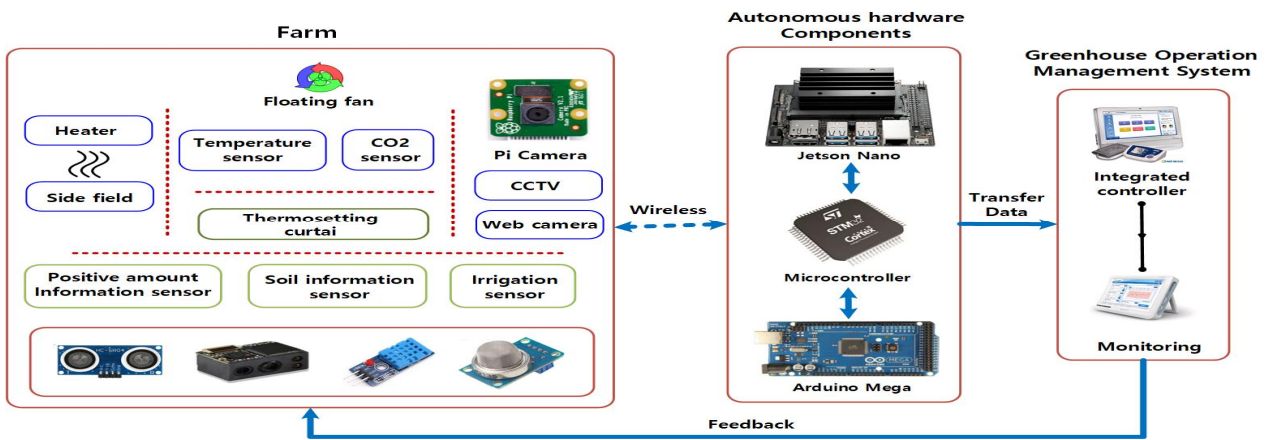 Farm
Floating fan
Heater
Side field
Temperature
sensor
CO2
sensor
Thermosetting
curtai
Pi Camera
CCTV
Web camera
Positive amount
Information sensor
Soil information
sensor
Irrigation
sensor
Wireless
Autonomous hardware
Components
Jetson Nano
STM32
Cortex
Microcontroller
Arduino Mega
Transfer
Data
Greenhouse Operation
Management System
Integrated
controller
Monitoring
Feedback